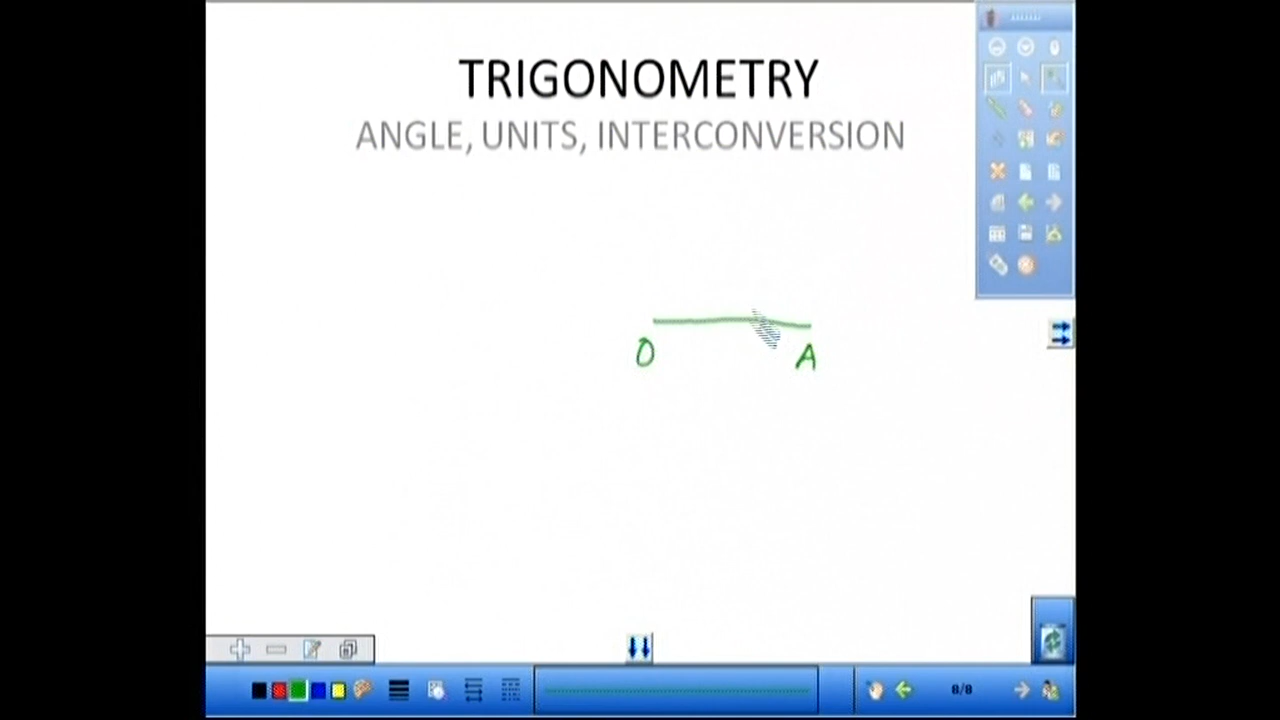 TRIGONOMETRY
ANGLE, UNITS, INTERCONVERSION
O A
8/8